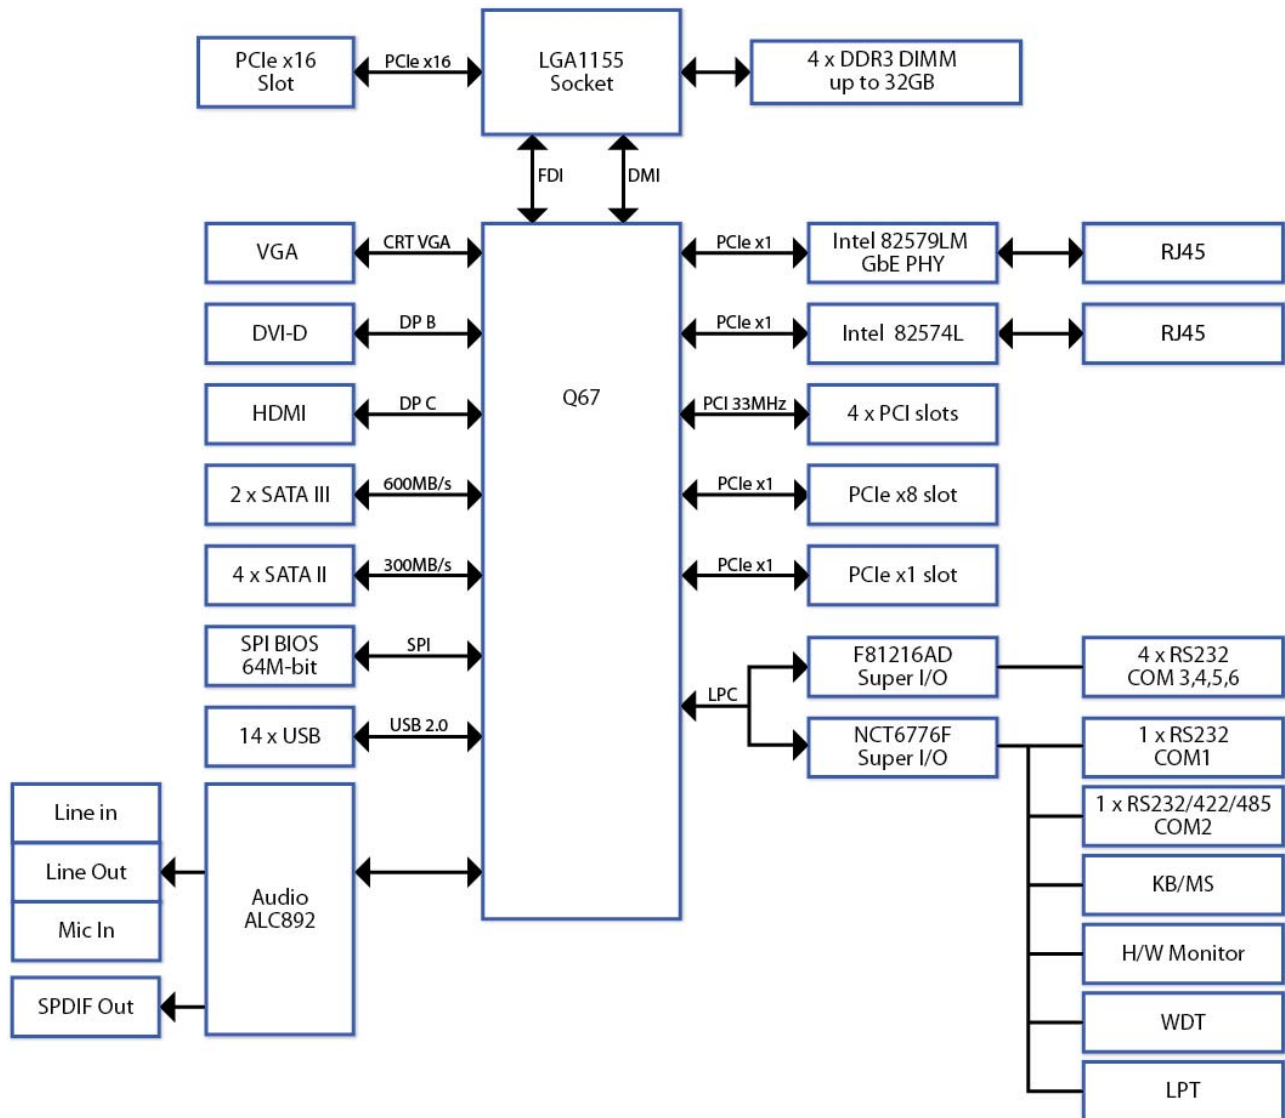 PCIe x16
Slot
PCIe x16
LGA1155
Socket
4 x DDR3 DIMM
up to 32GB
FDI
DMI
VGA
CRT VGA
DVI-D
DP B
HDMI
DP C
2 x SATA III
600MB/s
4 x SATA II
300MB/s
SPI BIOS
64M-bit
SPI
14 x USB
USB 2.0
Line in
Line Out
Mic In
SPDIF Out
Audio
ALC892
Q67
PCIe x1
Intel 82579LM
GbE PHY
RJ45
PCIe x1
Intel 82574L
RJ45
PCI 33MHz
4 x PCI slots
PCIe x1
PCIe x8 slot
PCIe x1
PCIe x1 slot
LPC
F81216AD
Super I/O
4 x RS232
COM 3,4,5,6
NCT6776F
Super I/O
1 x RS232
COM1
1 x RS232/422/485
COM2
KB/MS
H/W Monitor
WDT
LPT